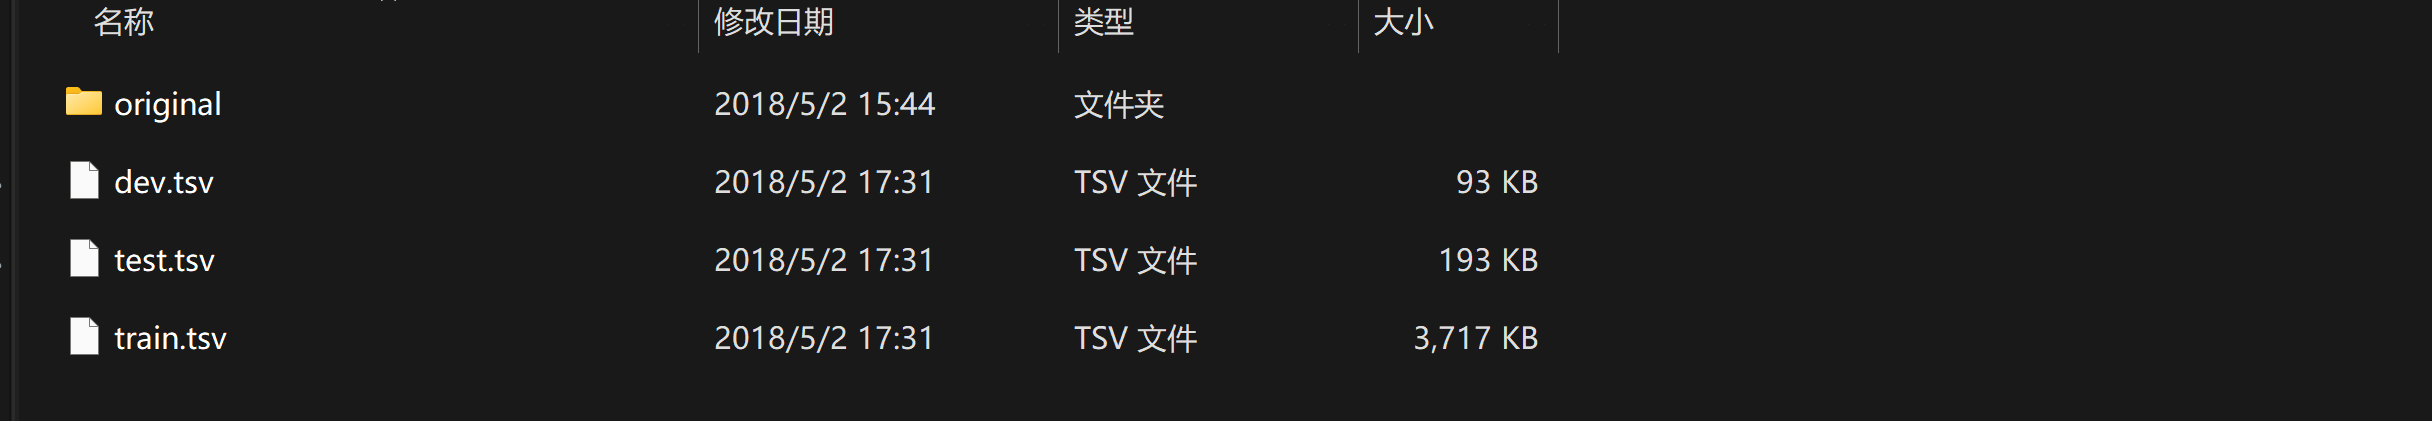 名称 修改日期 类型 大小
original 2018/5/2 15:44 文件夹
dev.tsv 2018/5/2 17:31 TSV 文件 93 KB
test.tsv 2018/5/2 17:31 TSV 文件 193 KB
train.tsv 2018/5/2 17:31 TSV 文件 3,717 KB